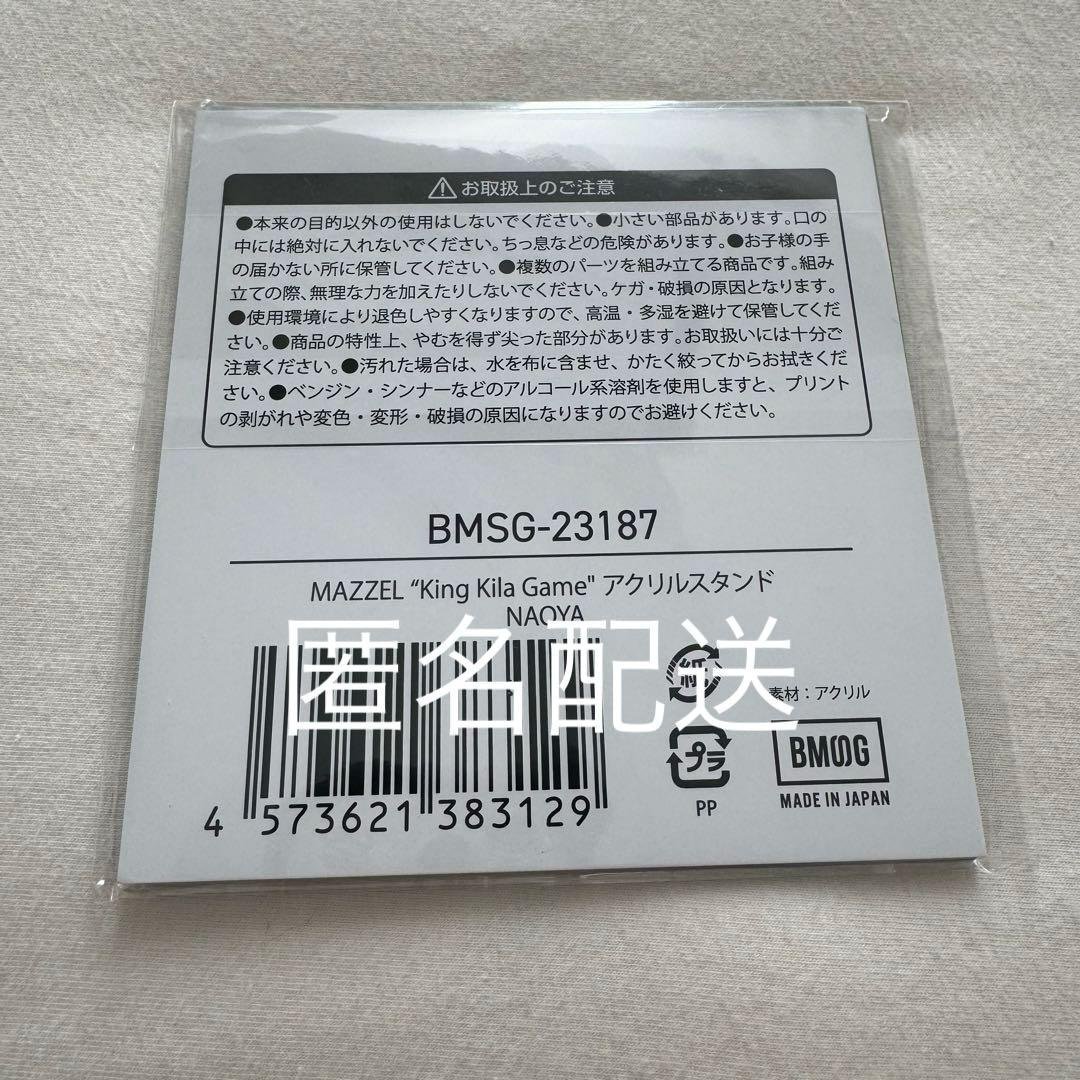 ⚠お取扱上のご注意
●本来の目的以外の使用はしないでください。●小さい部品があります。口の
中には絶対に入れないでください。ちっ息などの危険があります。●お子様の手
の届かない所に保管してください。●複数のパーツを組み立てる商品です。組み
立ての際、無理な力を加えたりしないでください。ケガ・破損の原因となります。
●使用環境により退色しやすくなりますので、高温・多湿を避けて保管してくだ
さい。●商品の特性上、やむを得ず尖った部分があります。お取扱いには十分ご
注意ください。●汚れた場合は、水を布に含ませ、かたく絞ってからお拭きくだ
さい。●ベンジン・シンナーなどのアルコール系溶剤を使用しますと、プリント
の剥がれや変色・変形・破損の原因になりますのでお避けください。
BMSG-23187
MAZZEL “King Kila Game" アクリルスタンド
NAOYA
匿名配送
紙
素材：アクリル
プラ
PP
BMSG
MADE IN JAPAN
4 573621 383129